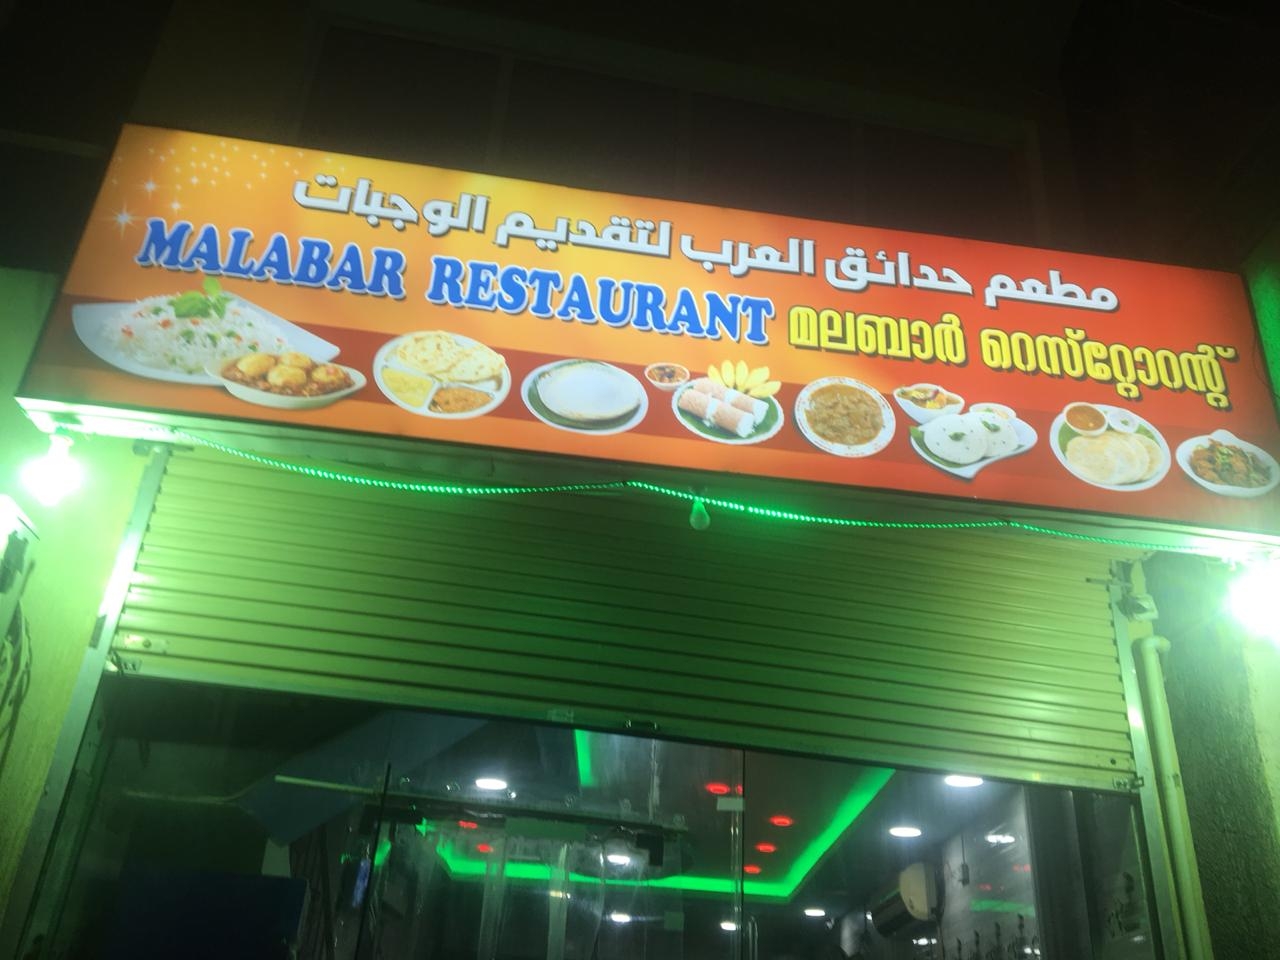 مطعم حدائق العرب لتقديم الوجبات
MALABAR RESTAURANT മലബാർ റെസ്റ്റോറന്റ്